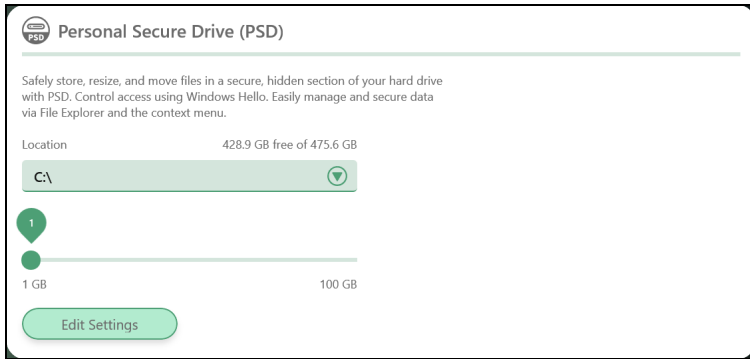 PSD
Personal Secure Drive (PSD)
Safely store, resize, and move files in a secure, hidden section of your hard drive
with PSD. Control access using Windows Hello. Easily manage and secure data
via File Explorer and the context menu.
Location 428.9 GB free of 475.6 GB
C:\
1
1 GB 100 GB
Edit Settings